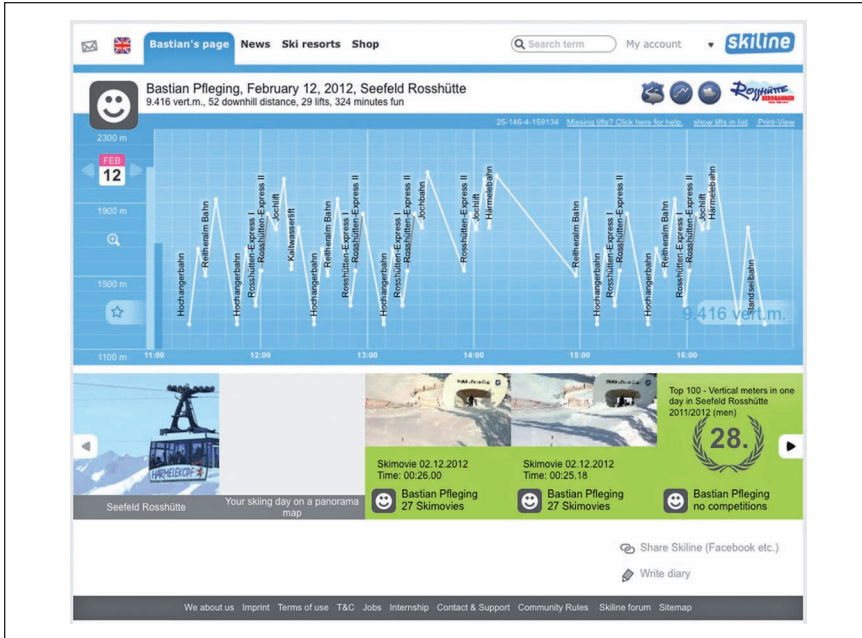 Bastian's page News Ski resorts Shop Search term My account skiline
Bastian Pfleging, February 12, 2012, Seefeld Rosshütte
9.416 vert.m., 52 downhill distance, 29 lifts, 324 minutes fun
Rosshütte
BERGBAHNEN
25-146-4-159134 Missing lifts? Click here for help. show lifts in list Print-View
2300 m
FEB
12
1900 m
1500 m
1100 m
Hochangerbahn
Reitheralm Bahn
Hochangerbahn
Rosshütten-Express I
Rosshütten-Express II
Jochlift
Kaltwasserlift
Hochangerbahn
Reitheralm Bahn
Rosshütten-Express I
Rosshütten-Express II
Hochangerbahn
Rosshütten-Express I
Rosshütten-Express II
Jochbahn
Rosshütten-Express II
Jochlift
Härmelebahn
Reitheralm Bahn
Hochangerbahn
Rosshütten-Express I
Rosshütten-Express II
Hochangerbahn
Reitheralm Bahn
Rosshütten-Express I
Rosshütten-Express II
Jochlift
Härmelebahn
Standseilbahn
9.416 vert.m.
11:00 12:00 13:00 14:00 15:00 16:00
HÄRMELEKOPF
Seefeld Rosshütte
Your skiing day on a panorama
map
Skimovie 02.12.2012
Time: 00:26.00
Bastian Pfleging
27 Skimovies
Skimovie 02.12.2012
Time: 00:25.18
Bastian Pfleging
27 Skimovies
Top 100 - Vertical meters in one
day in Seefeld Rosshütte
2011/2012 (men)
28.
Bastian Pfleging
no competitions
Share Skiline (Facebook etc.)
Write diary
We about us Imprint Terms of use T&C Jobs Internship Contact & Support Community Rules Skiline forum Sitemap